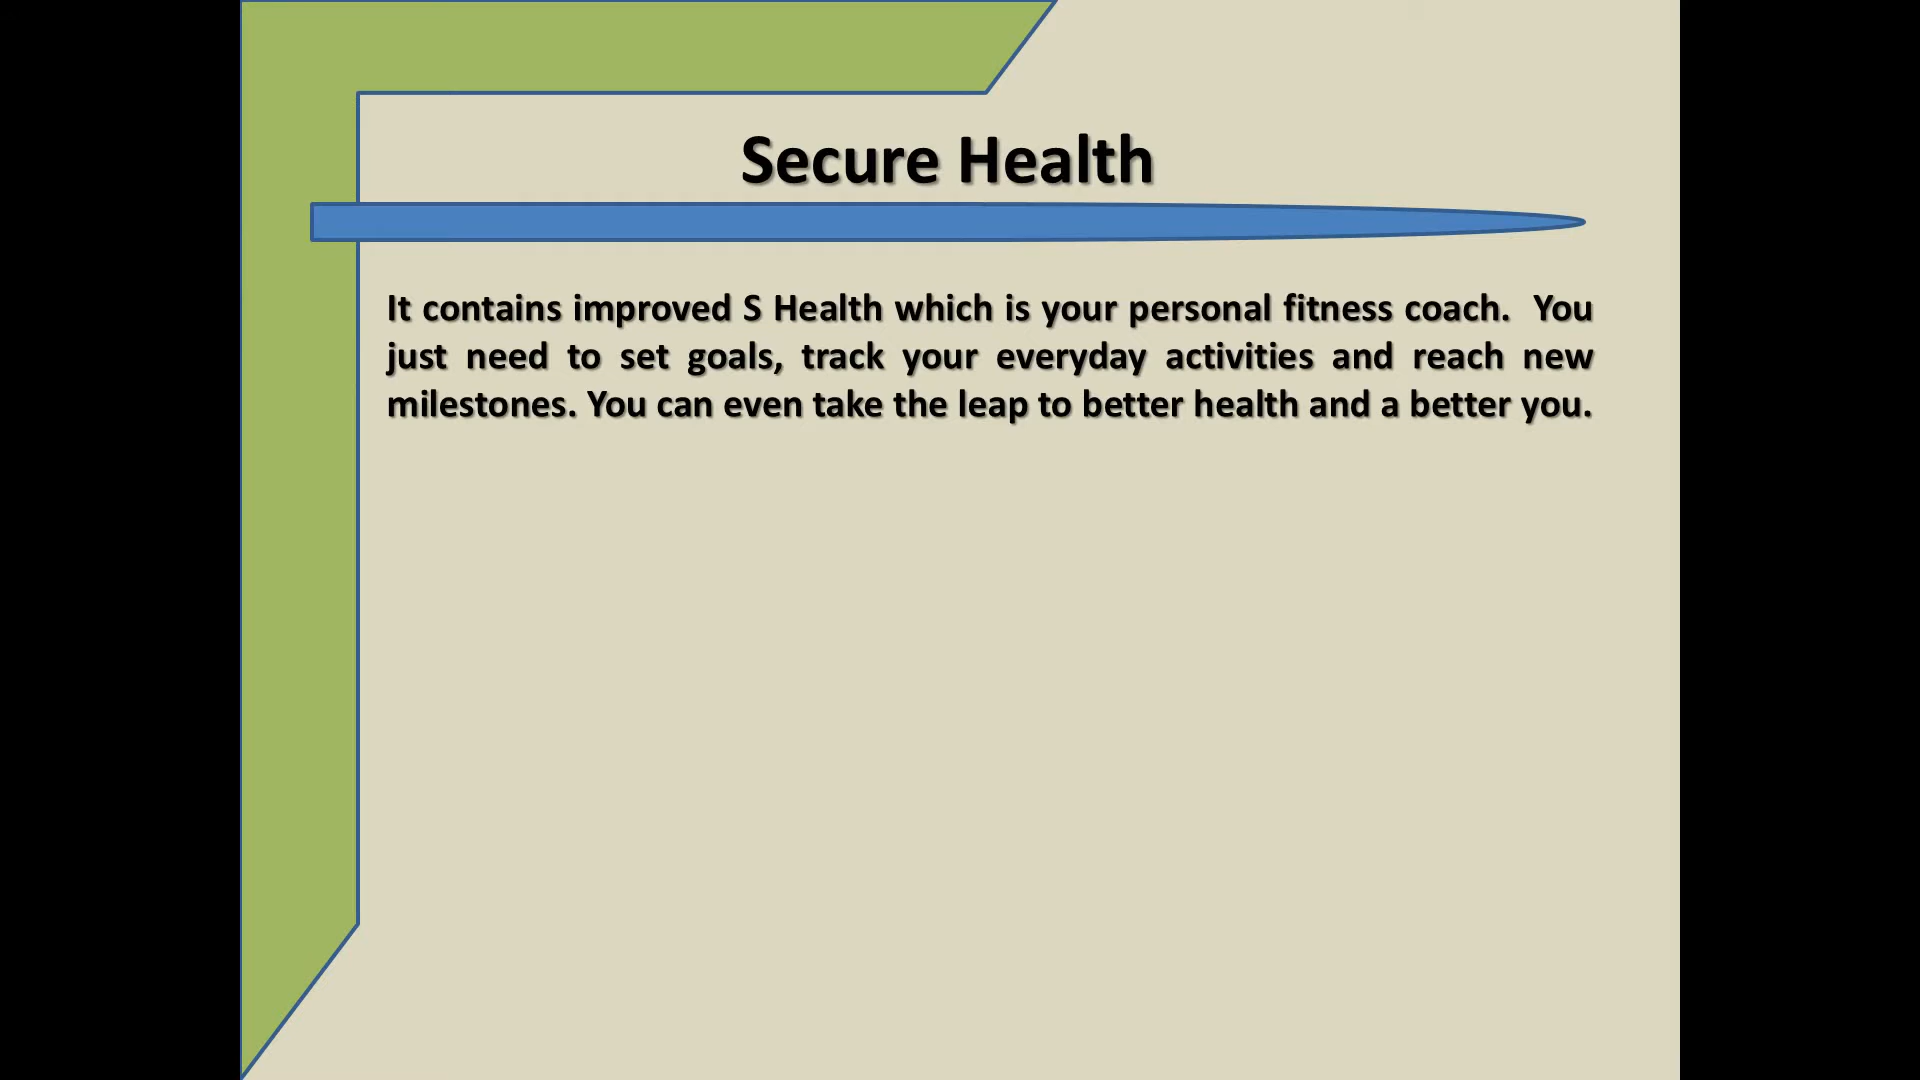 Secure Health
It contains improved S Health which is your personal fitness coach.  You
just need to set goals, track your everyday activities and reach new
milestones. You can even take the leap to better health and a better you.